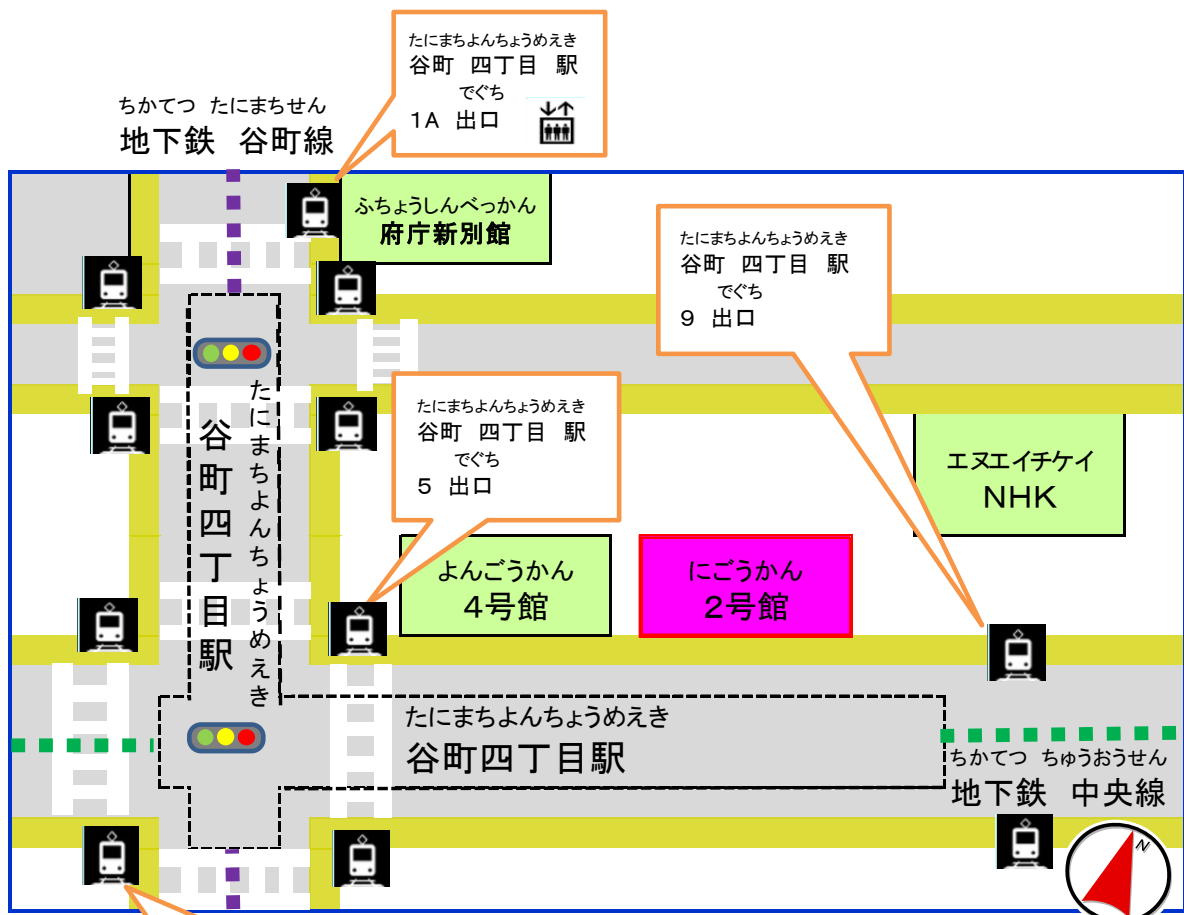 たにまちよんちょうめえき
谷町 四丁目 駅
でぐち
1A 出口
ちかてつ たにまちせん
地下鉄 谷町線
ふちょうしんべっかん
府庁新別館
たにまちよんちょうめえき
谷町 四丁目 駅
でぐち
9 出口
たにまちよんちょうめえき
谷町四丁目駅
たにまちよんちょうめえき
谷町 四丁目 駅
でぐち
5 出口
エヌエイチケイ
NHK
よんごうかん
4号館
にごうかん
2号館
たにまちよんちょうめえき
谷町四丁目駅
ちかてつ ちゅうおうせん
地下鉄 中央線
N